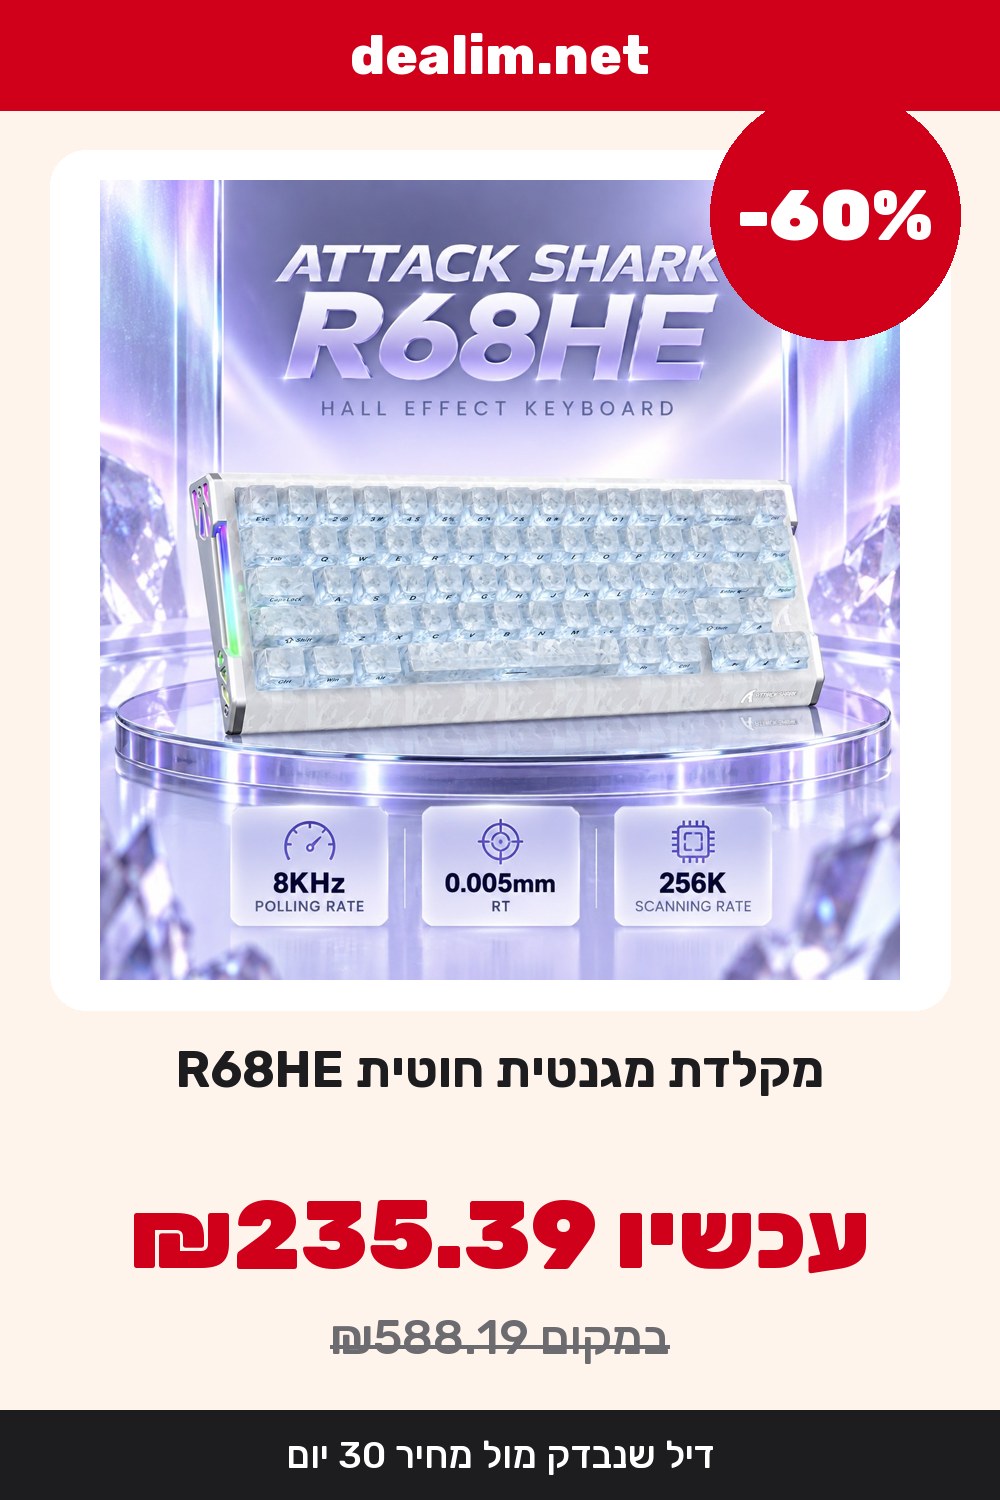 dealim.net
-60%
ATTACK SHARK
R68HE
HALL EFFECT KEYBOARD
8KHz
POLLING RATE
0.005mm
RT
256K
SCANNING RATE
מקלדת מגנטית חוטית R68HE
עכשיו 235.39₪
במקום 588.19₪
דיל שנבדק מול מחיר 30 יום